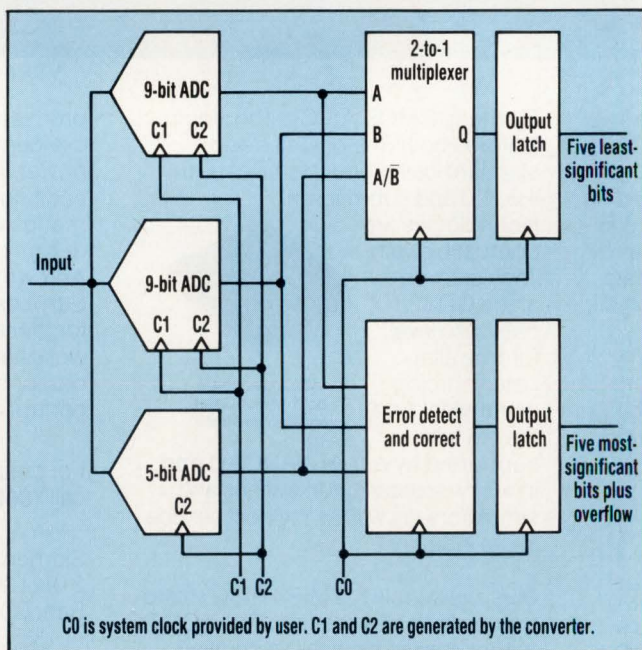 2-to-1
multiplexer
9-bit ADC
C1 C2
A
B
A/B̅
Q
Output
latch
Five least-
significant
bits
Input
9-bit ADC
C1 C2
5-bit ADC
C2
Error detect
and correct
Output
latch
Five most-
significant
bits plus
overflow
C1 C2 C0
C0 is system clock provided by user. C1 and C2 are generated by the converter.